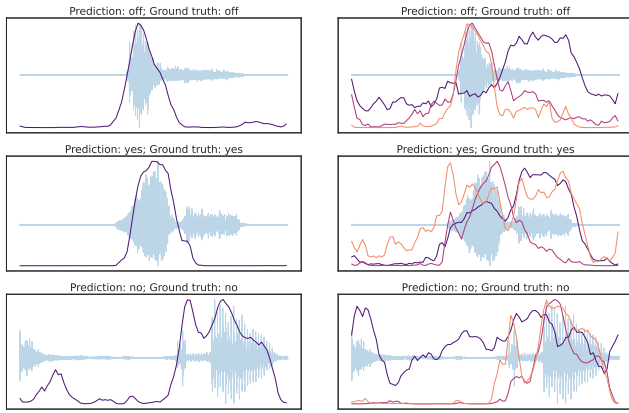 Prediction: off; Ground truth: off
Prediction: off; Ground truth: off
Prediction: yes; Ground truth: yes
Prediction: yes; Ground truth: yes
Prediction: no; Ground truth: no
Prediction: no; Ground truth: no